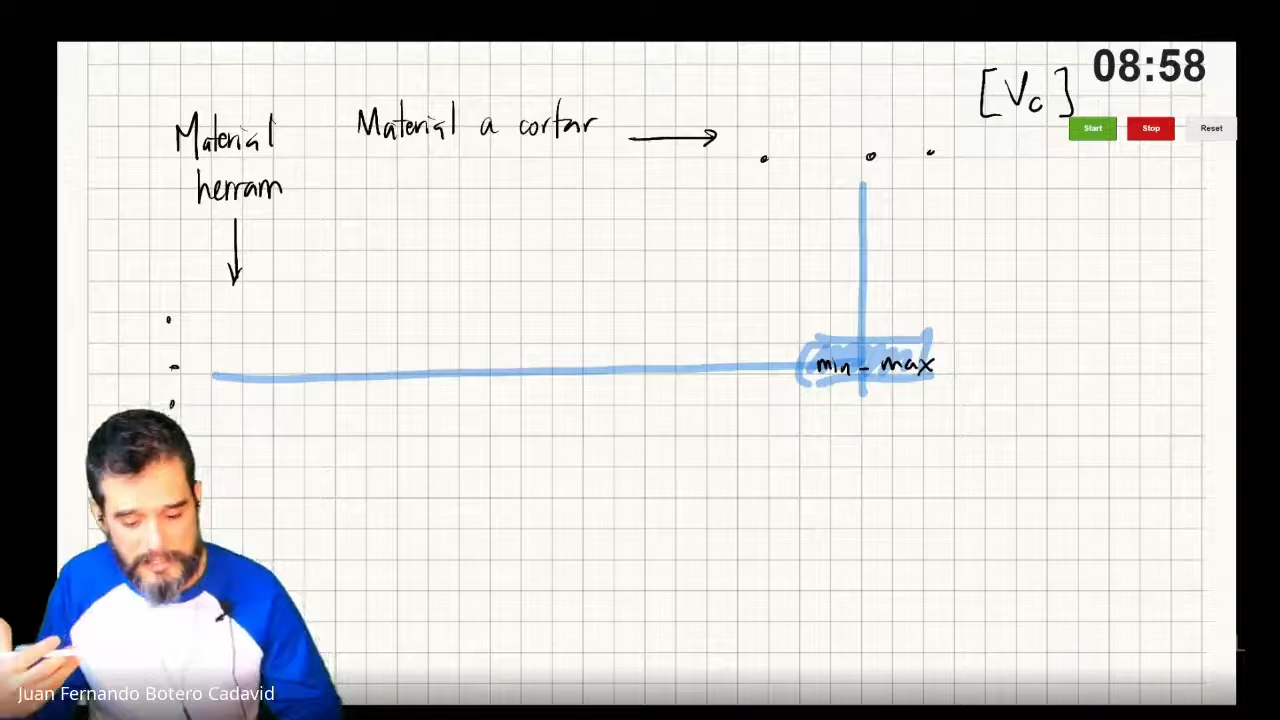 08:58
[Vc]
Start Stop Reset
Material a cortar
Material
herram
min - max
Juan Fernando Botero Cadavid